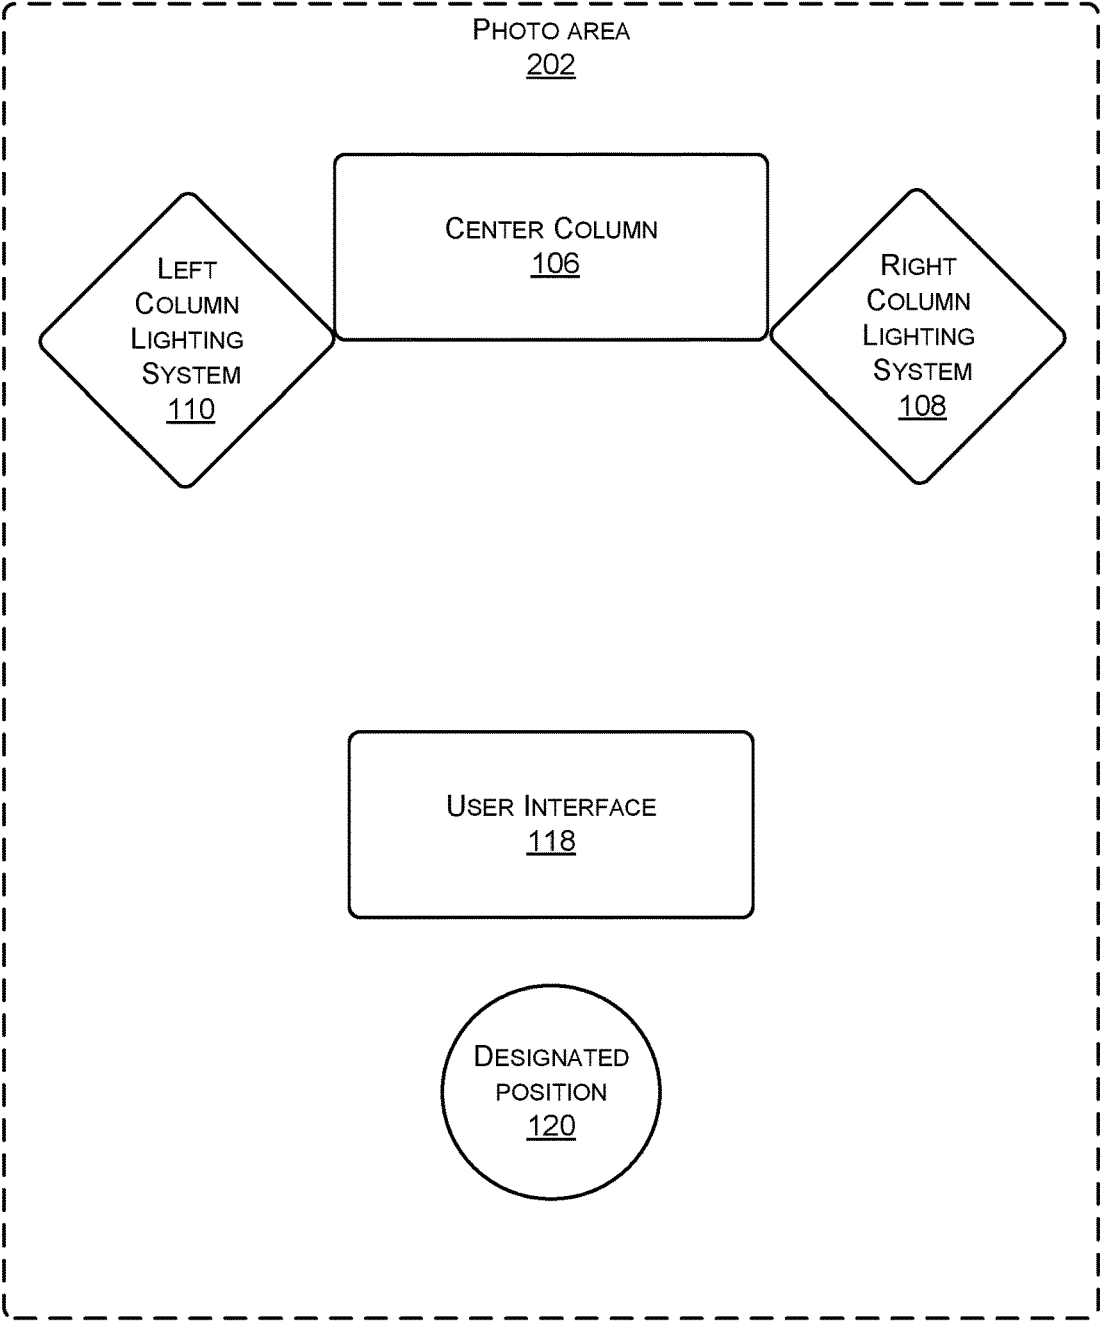 PHOTO AREA
202
CENTER COLUMN
106
LEFT
COLUMN
LIGHTING
SYSTEM
110
RIGHT
COLUMN
LIGHTING
SYSTEM
108
USER INTERFACE
118
DESIGNATED
POSITION
120